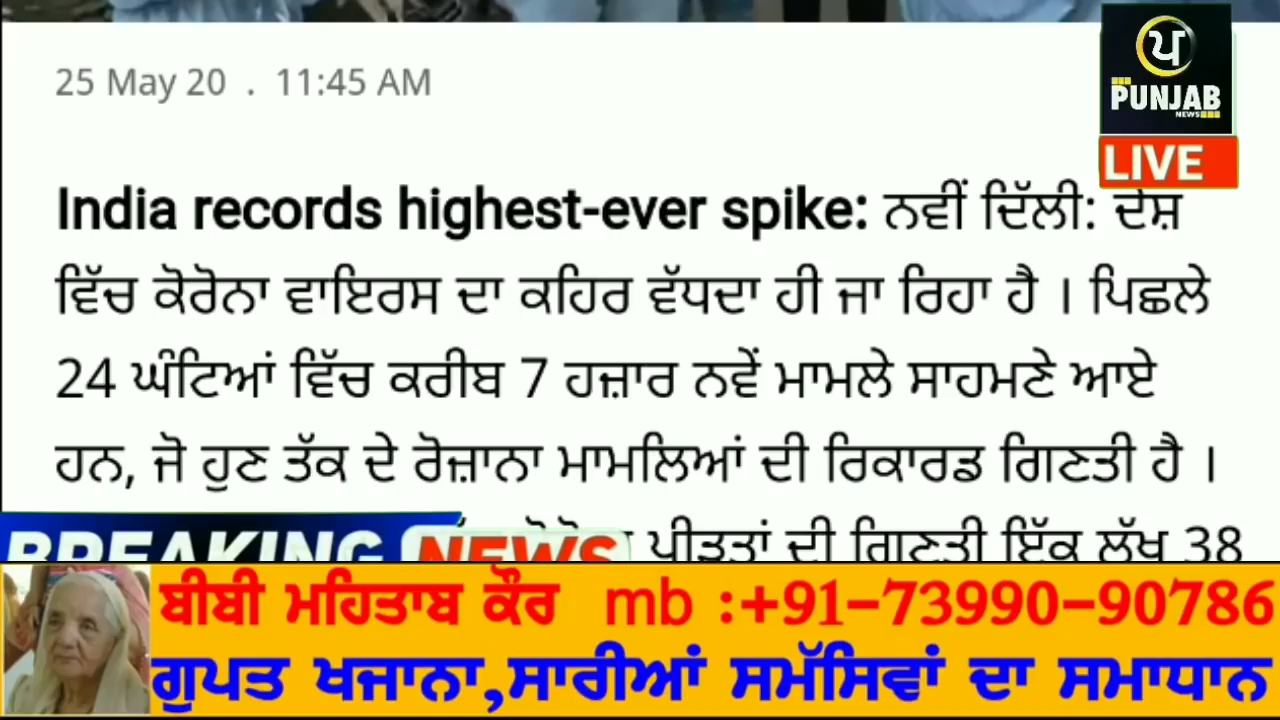 25 May 20 . 11:45 AM
ਪ
PUNJAB
NEWS
LIVE
India records highest-ever spike: ਨਵੀਂ ਦਿੱਲੀ: ਦੇਸ਼
ਵਿੱਚ ਕੋਰੋਨਾ ਵਾਇਰਸ ਦਾ ਕਹਿਰ ਵੱਧਦਾ ਹੀ ਜਾ ਰਿਹਾ ਹੈ । ਪਿਛਲੇ
24 ਘੰਟਿਆਂ ਵਿੱਚ ਕਰੀਬ 7 ਹਜ਼ਾਰ ਨਵੇਂ ਮਾਮਲੇ ਸਾਹਮਣੇ ਆਏ
ਹਨ, ਜੋ ਹੁਣ ਤੱਕ ਦੇ ਰੋਜ਼ਾਨਾ ਮਾਮਲਿਆਂ ਦੀ ਰਿਕਾਰਡ ਗਿਣਤੀ ਹੈ ।
ਪੀੜਤਾਂ ਦੀ ਗਿਣਤੀ ਇੱਕ ਲੱਖ 38
BREAKING NEWS
ਬੀਬੀ ਮਹਿਤਾਬ ਕੌਰ mb :+91-73990-90786
ਗੁਪਤ ਖਜਾਨਾ,ਸਾਰੀਆਂ ਸਮੱਸਿਵਾਂ ਦਾ ਸਮਾਧਾਨ